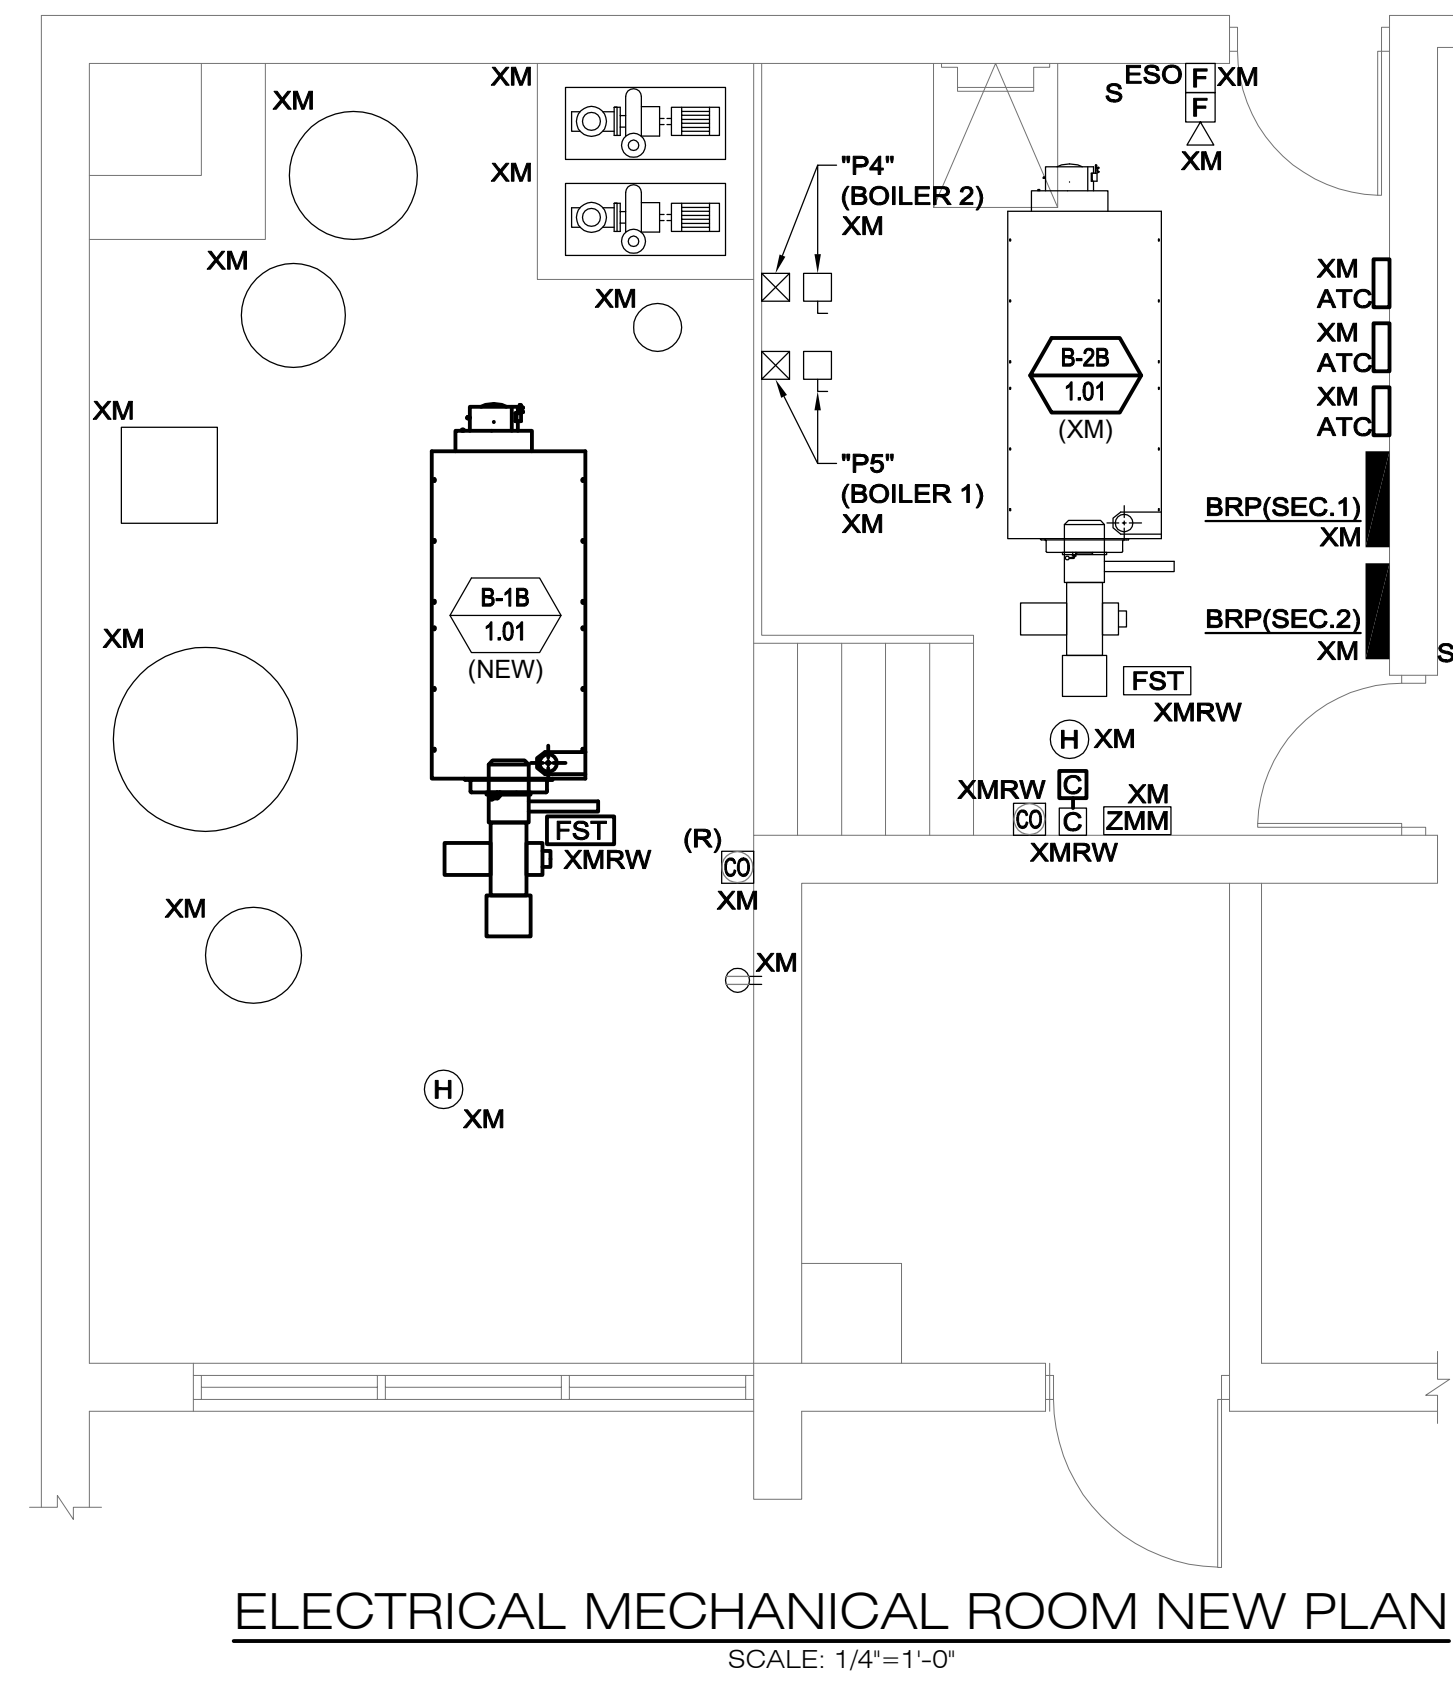 XM
ESO F XM
S
F
XM
XM
XM
XM
"P4"
(BOILER 2)
XM
XM
XM
ATC
XM
ATC
XM
ATC
XM
B-2B
1.01
(XM)
XM
"P5"
(BOILER 1)
XM
BRP(SEC.1)
XM
BRP(SEC.2)
XM
S
B-1B
1.01
(NEW)
XM
FST
XMRW
H XM
C
XMRW
XM
CO C ZMM
XMRW
FST
XMRW
(R)
CO
XM
XM
XM
H
XM
ELECTRICAL MECHANICAL ROOM NEW PLAN
SCALE: 1/4"=1'-0"